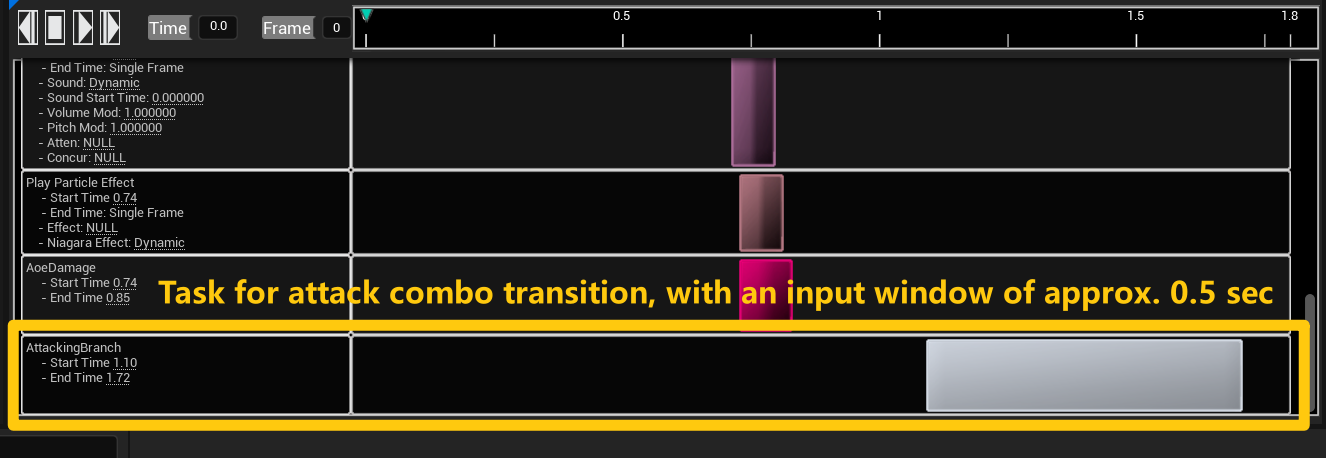 Time 0.0 Frame 0 0.5 1 1.5 1.8
- End Time: Single Frame
- Sound: Dynamic
- Sound Start Time: 0.000000
- Volume Mod: 1.000000
- Pitch Mod: 1.000000
- Atten: NULL
- Concur: NULL
Play Particle Effect
- Start Time 0.74
- End Time: Single Frame
- Effect: NULL
- Niagara Effect: Dynamic
AoeDamage
- Start Time 0.74
- End Time 0.85
Task for attack combo transition, with an input window of approx. 0.5 sec
AttackingBranch
- Start Time 1.10
- End Time 1.72